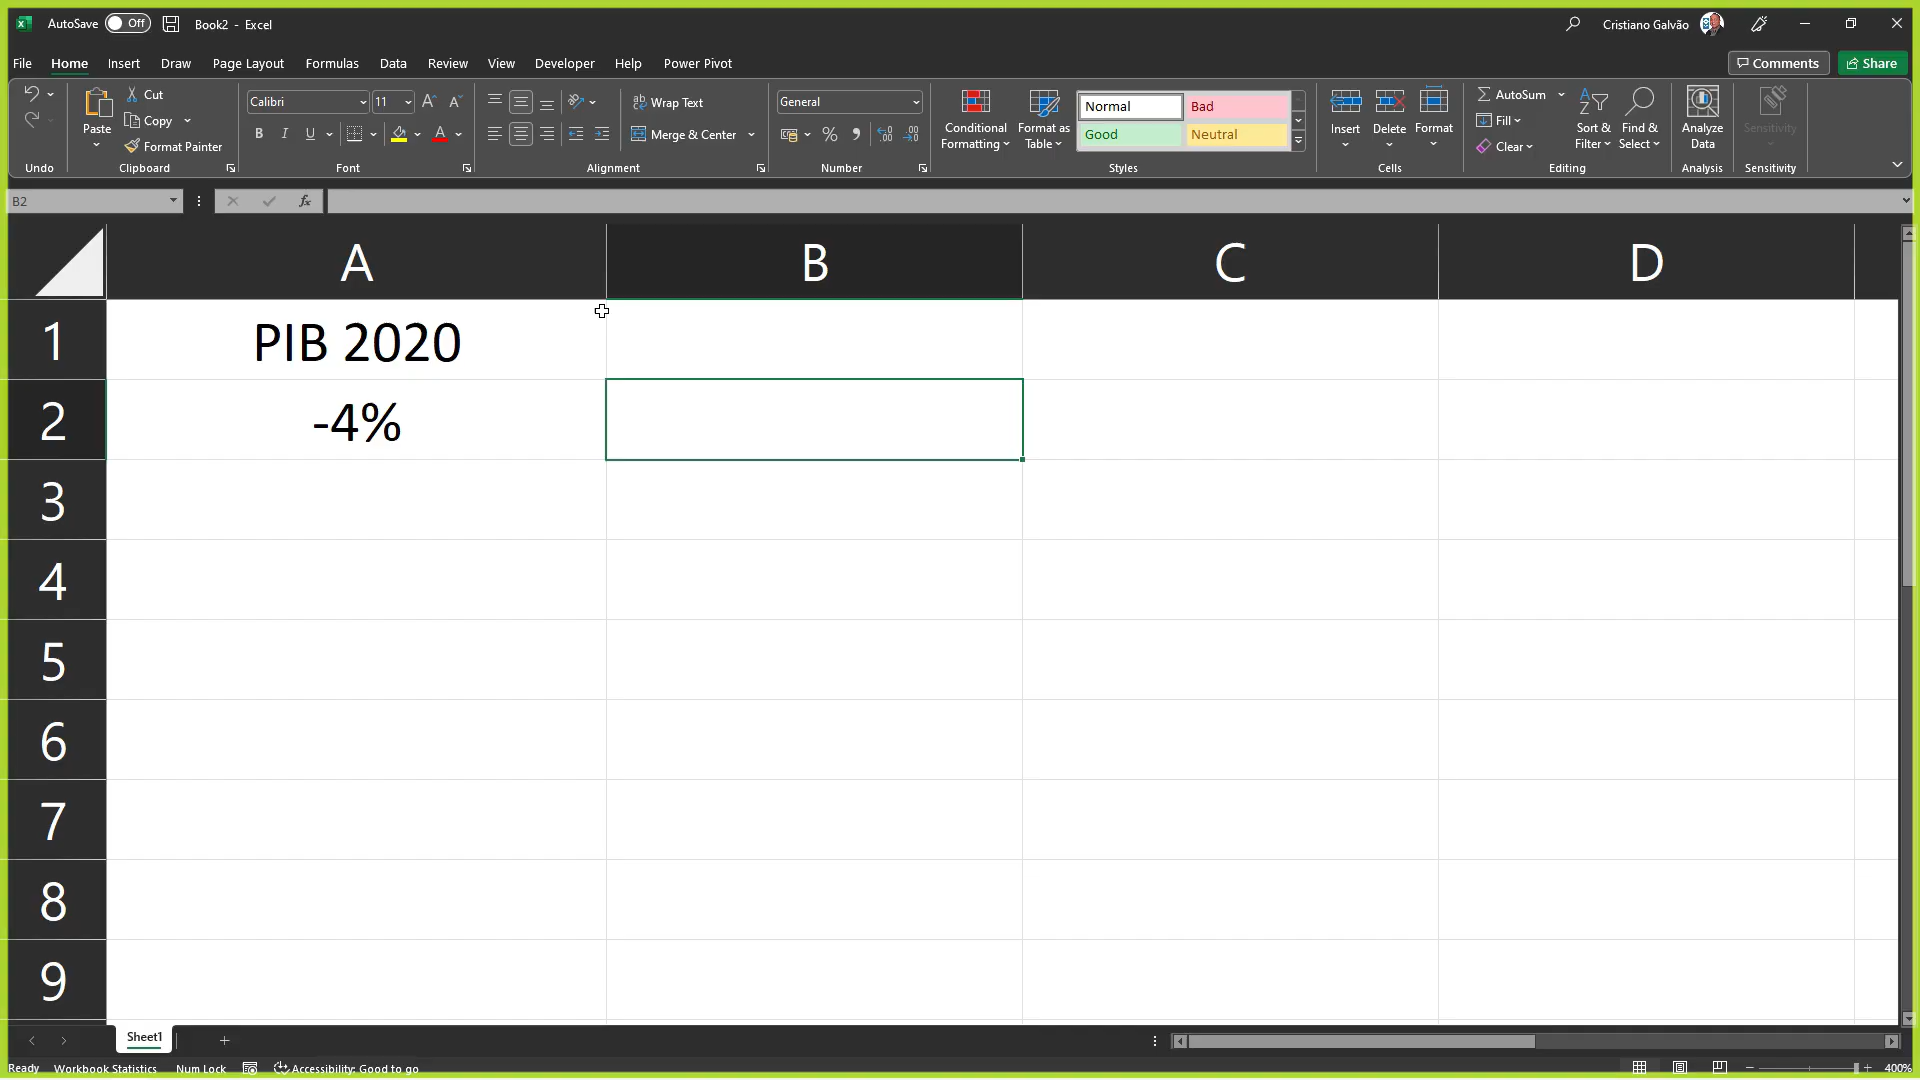 AutoSave Off Book2 - Excel Cristiano Galvão
File Home Insert Draw Page Layout Formulas Data Review View Developer Help Power Pivot Comments Share
Cut Calibri 11 Wrap Text General Normal Bad AutoSum
Paste Copy Conditional Formatting Format as Table Insert Delete Format Fill Sort & Filter Find & Select Analyze Data Sensitivity
Format Painter B I U A Merge & Center % Good Neutral Clear
Undo Clipboard Font Alignment Number Styles Cells Editing Analysis Sensitivity
B2 fx
A B C D
1 PIB 2020
2 -4%
3
4
5
6
7
8
9
Sheet1
Ready Workbook Statistics Num Lock Accessibility: Good to go 400%